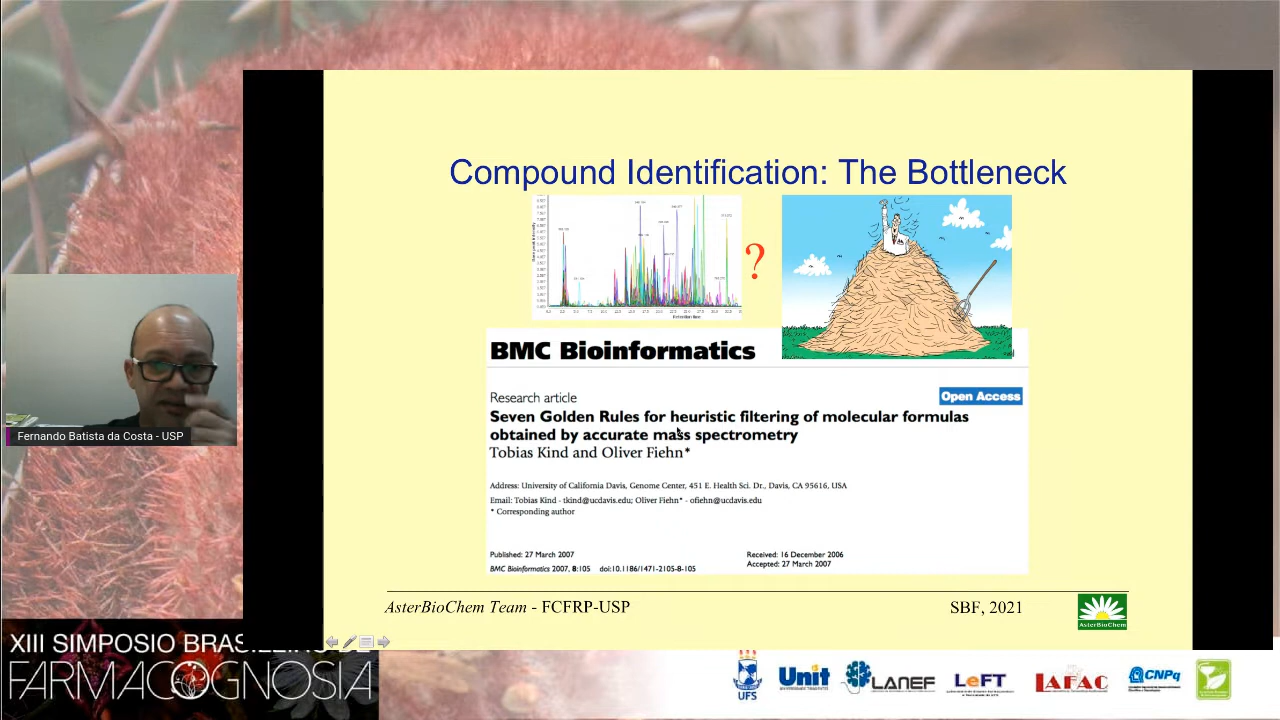 Compound Identification: The Bottleneck
?
Retention time
BMC Bioinformatics
Research article
Open Access
Seven Golden Rules for heuristic filtering of molecular formulas
obtained by accurate mass spectrometry
Tobias Kind and Oliver Fiehn*
Address: University of California Davis, Genome Center, 451 E. Health Sci. Dr., Davis, CA 95616, USA
Email: Tobias Kind - tkind@ucdavis.edu; Oliver Fiehn* - ofiehn@ucdavis.edu
* Corresponding author
Published: 27 March 2007
Received: 16 December 2006
BMC Bioinformatics 2007, 8:105 doi:10.1186/1471-2105-8-105
Accepted: 27 March 2007
AsterBioChem Team - FCFRP-USP
SBF, 2021
AsterBioChem
Fernando Batista da Costa - USP
XIII SIMPOSIO BRAS
FARMACOGNOSIA
UFS
Unit
LANEF
LeFT
LAFAC
CNPq